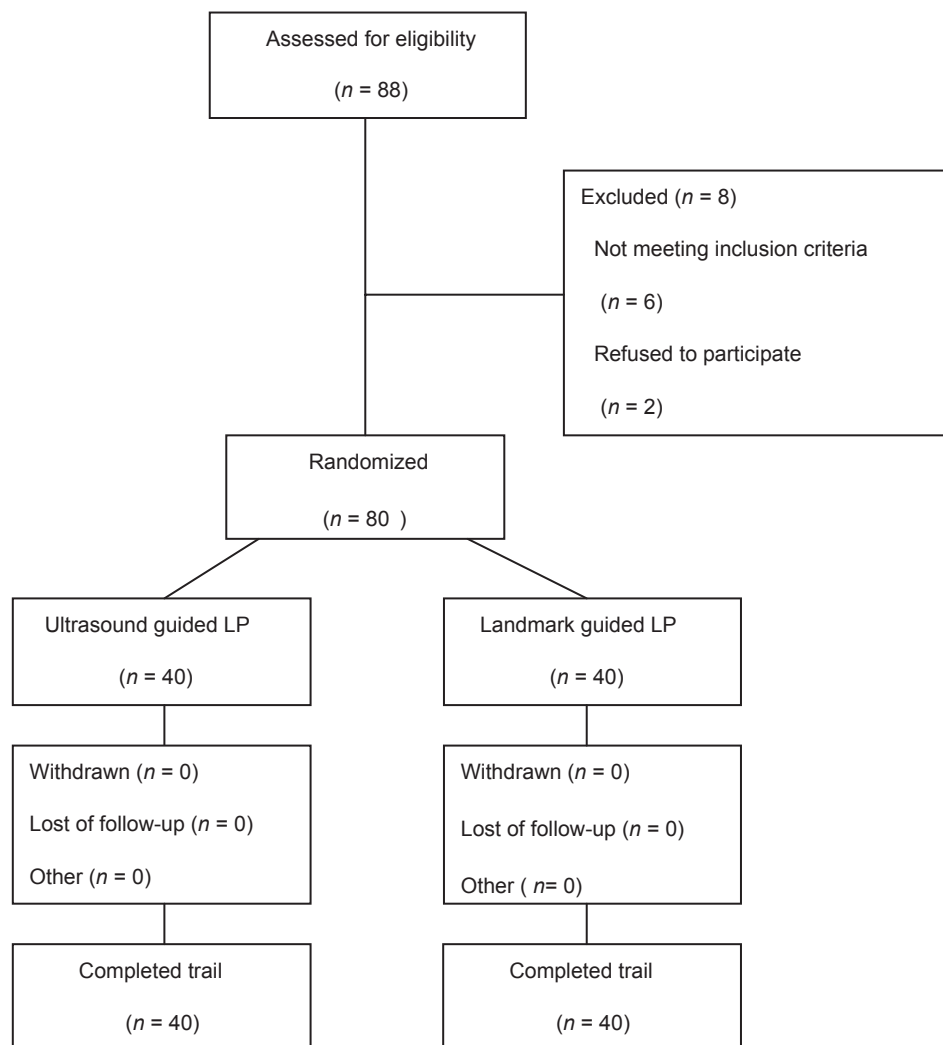 Assessed for eligibility
(n = 88)
Excluded (n = 8)
Not meeting inclusion criteria
(n = 6)
Refused to participate
(n = 2)
Randomized
(n = 80 )
Ultrasound guided LP
(n = 40)
Landmark guided LP
(n = 40)
Withdrawn (n = 0)
Lost of follow-up (n = 0)
Other (n = 0)
Withdrawn (n = 0)
Lost of follow-up (n = 0)
Other ( n= 0)
Completed trail
(n = 40)
Completed trail
(n = 40)